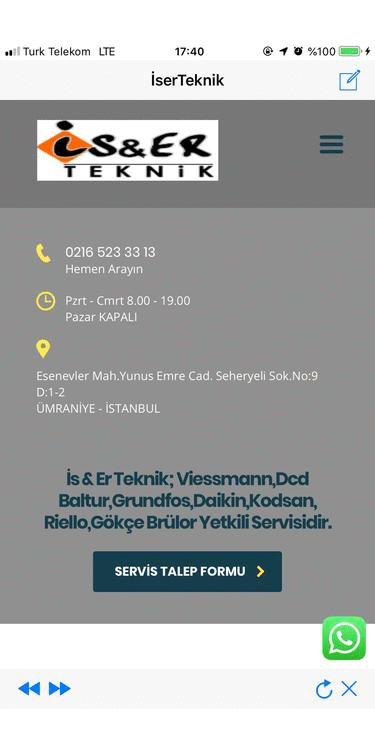 Turk Telekom LTE 17:40 %100
İserTeknik
iS&ER
TEKNiK
0216 523 33 13
Hemen Arayın
Pzrt - Cmrt 8.00 - 19.00
Pazar KAPALI
Esenevler Mah.Yunus Emre Cad. Seheryeli Sok.No:9
D:1-2
ÜMRANİYE - İSTANBUL
İs & Er Teknik; Viessmann,Dcd
Baltur,Grundfos,Daikin,Kodsan,
Riello,Gökçe Brülor Yetkili Servisidir.
SERVİS TALEP FORMU